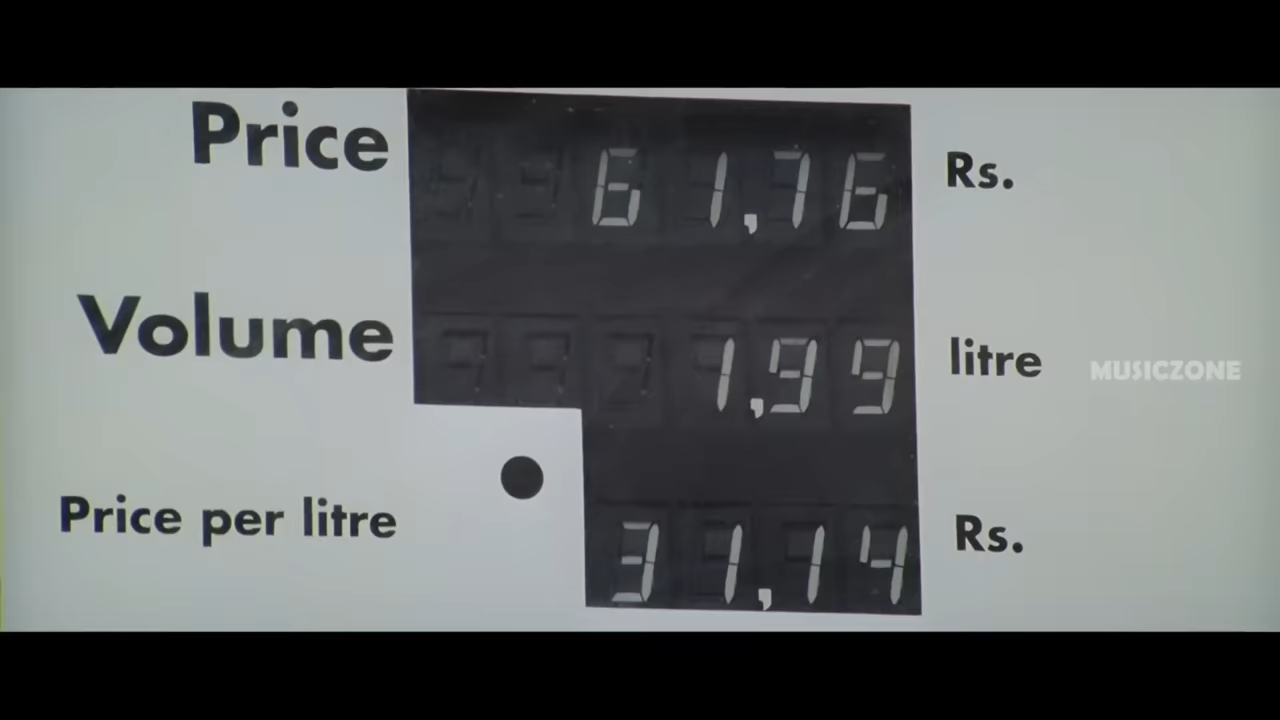 Price 61,76 Rs.
Volume 1,99 litre
MUSICZONE
Price per litre 31,14 Rs.